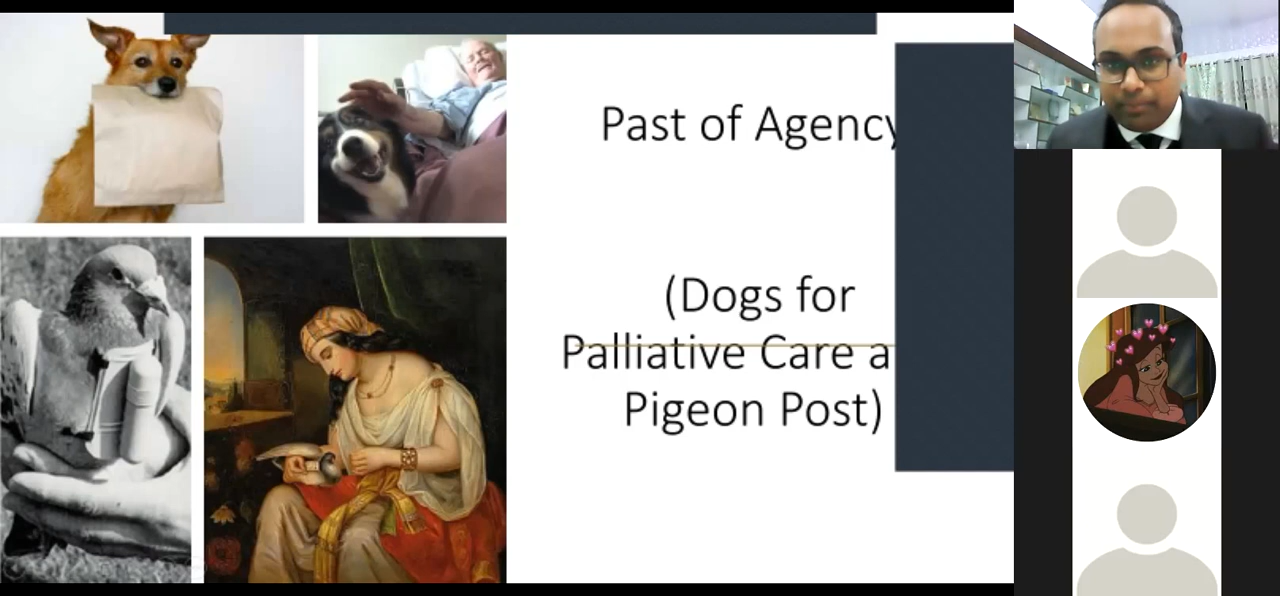 Past of Agency
(Dogs for
Palliative Care a
Pigeon Post)